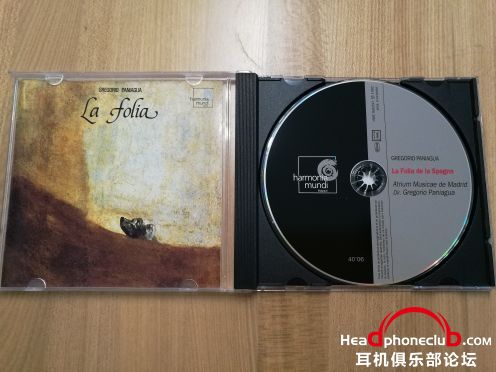 GREGORIO PANIAGUA
La folia
harmonia
mundi
harmonia
mundi
40'06
GREGORIO PANIAGUA
La Folia de la Spagna
Atrium Musicae de Madrid
Dir. Gregorio Paniagua
Headphoneclub.com
耳机俱乐部论坛